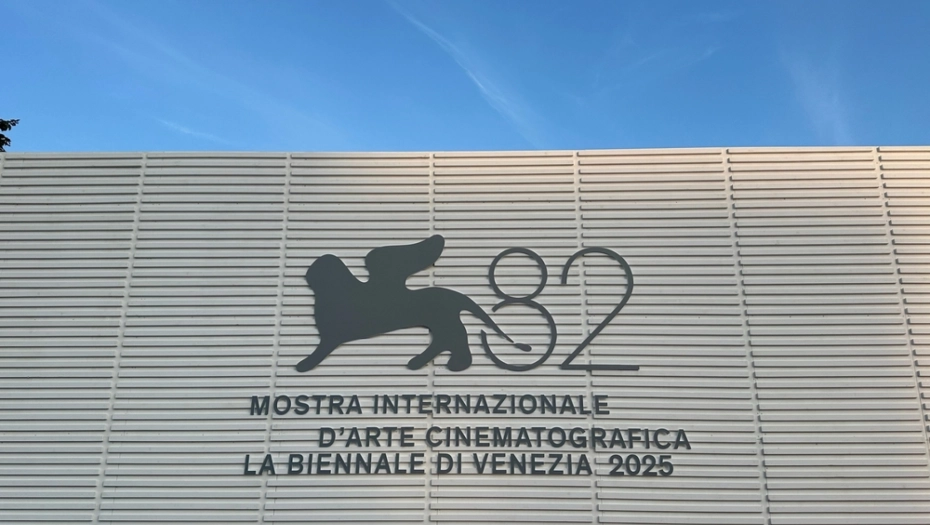 82
MOSTRA INTERNAZIONALE
D'ARTE CINEMATOGRAFICA
LA BIENNALE DI VENEZIA 2025